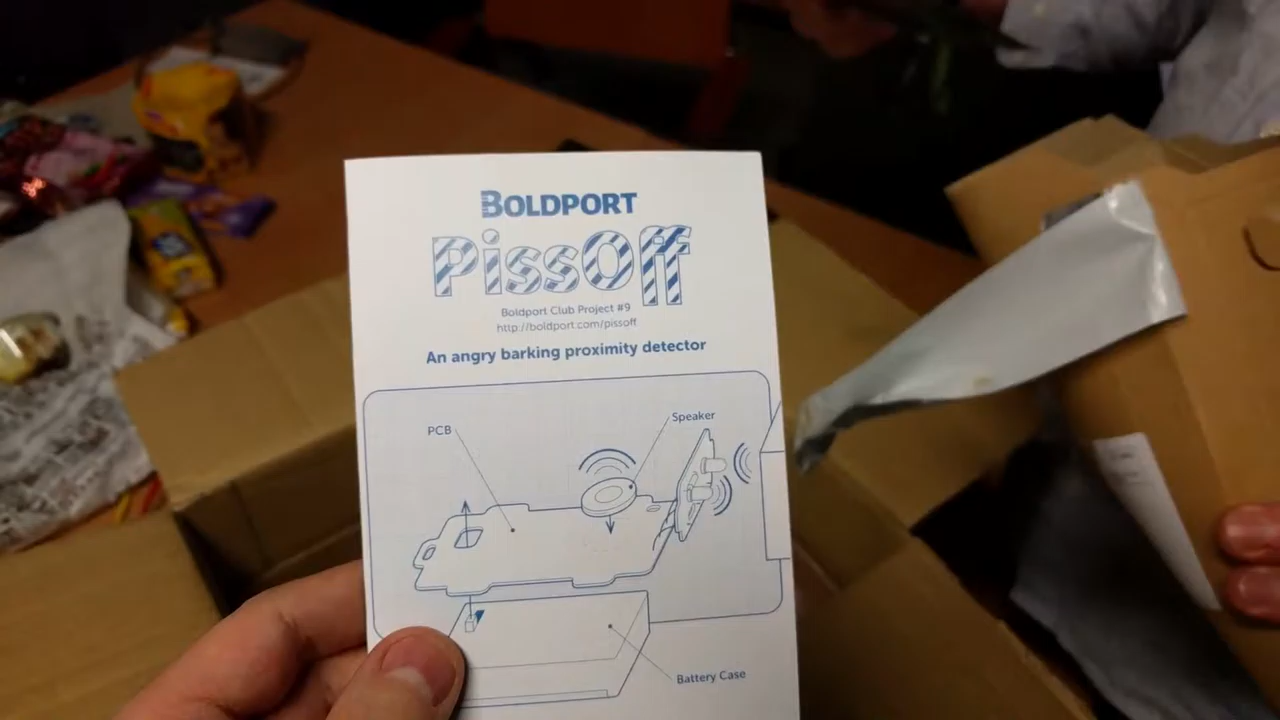 BOLDPORT
PissOff
Boldport Club Project #9
http://boldport.com/pissoff
An angry barking proximity detector
Speaker
PCB
Battery Case